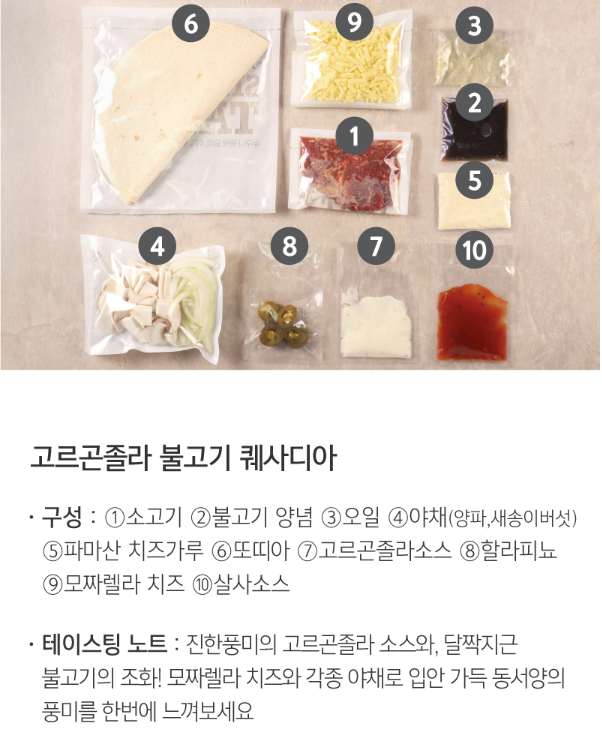 6
9
3
2
1
5
4
8
7
10
고르곤졸라 불고기 퀘사디아
· 구성 : ①소고기 ②불고기 양념 ③오일 ④야채(양파,새송이버섯)
⑤파마산 치즈가루 ⑥또띠아 ⑦고르곤졸라소스 ⑧할라피뇨
⑨모짜렐라 치즈 ⑩살사소스
· 테이스팅 노트 : 진한풍미의 고르곤졸라 소스와, 달짝지근
불고기의 조화! 모짜렐라 치즈와 각종 야채로 입안 가득 동서양의
풍미를 한번에 느껴보세요